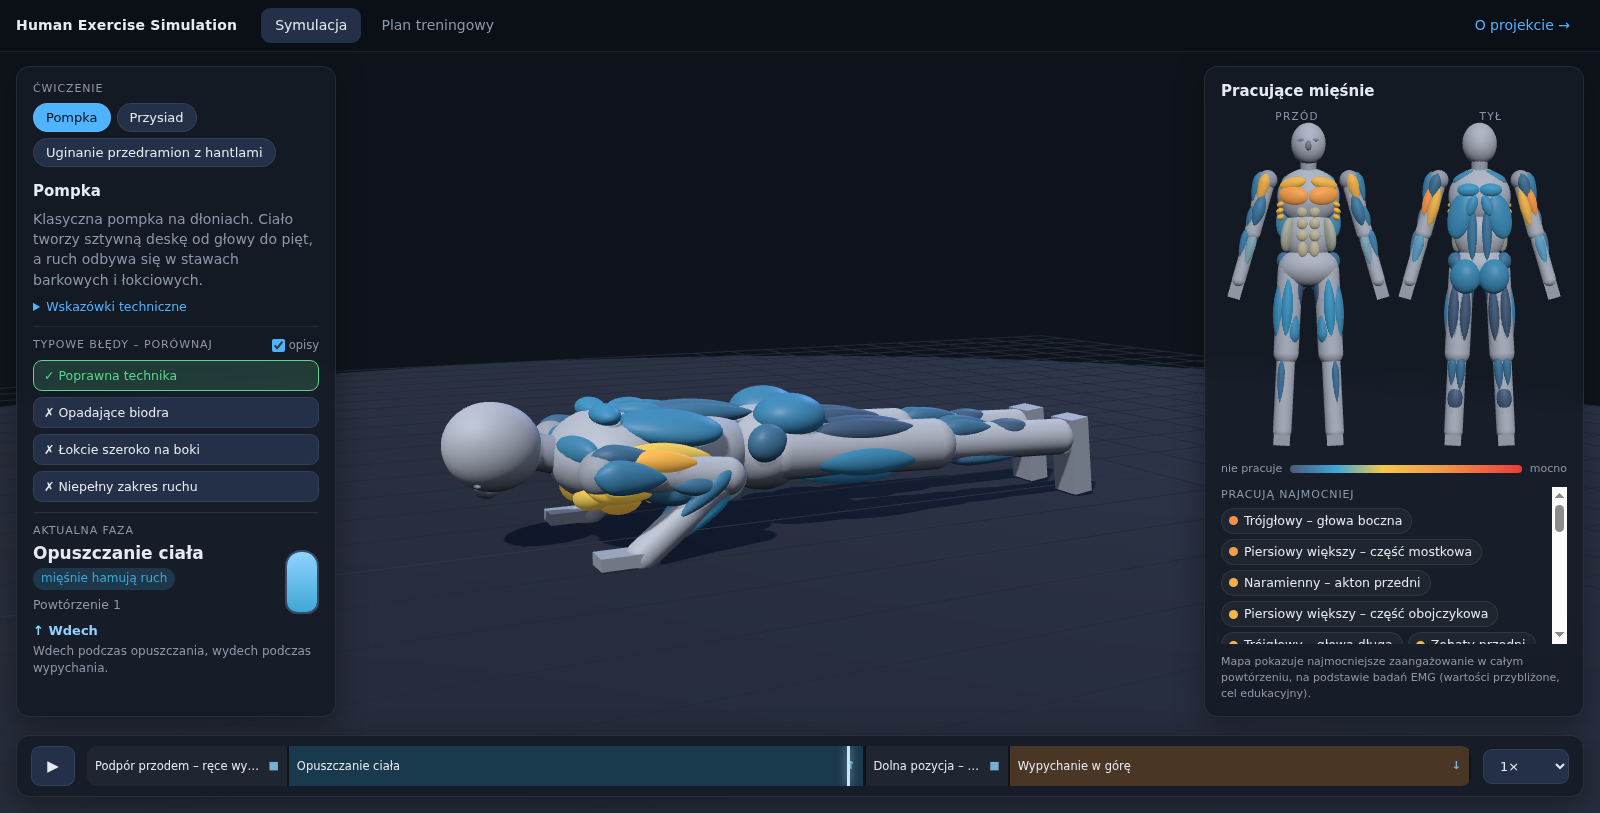 Human Exercise Simulation
Symulacja
Plan treningowy
O projekcie →
ĆWICZENIE
Pompka
Przysiad
Uginanie przedramion z hantlami
Pompka
Klasyczna pompka na dłoniach. Ciało
tworzy sztywną deskę od głowy do pięt,
a ruch odbywa się w stawach
barkowych i łokciowych.
▶ Wskazówki techniczne
TYPOWE BŁĘDY – PORÓWNAJ
opisy
✓ Poprawna technika
✗ Opadające biodra
✗ Łokcie szeroko na boki
✗ Niepełny zakres ruchu
AKTUALNA FAZA
Opuszczanie ciała
mięśnie hamują ruch
Powtórzenie 1
↑ Wdech
Wdech podczas opuszczania, wydech podczas
wypychania.
Pracujące mięśnie
PRZÓD
TYŁ
nie pracuje
mocno
PRACUJĄ NAJMOCNIEJ
Trójgłowy – głowa boczna
Piersiowy większy – część mostkowa
Naramienny – akton przedni
Piersiowy większy – część obojczykowa
Trójgłowy – głowa długa
Zębaty przedni
Mapa pokazuje najmocniejsze zaangażowanie w całym
powtórzeniu, na podstawie badań EMG (wartości przybliżone,
cel edukacyjny).
Podpór przodem – ręce wy…
Opuszczanie ciała
Dolna pozycja – …
Wypychanie w górę
↓
1×